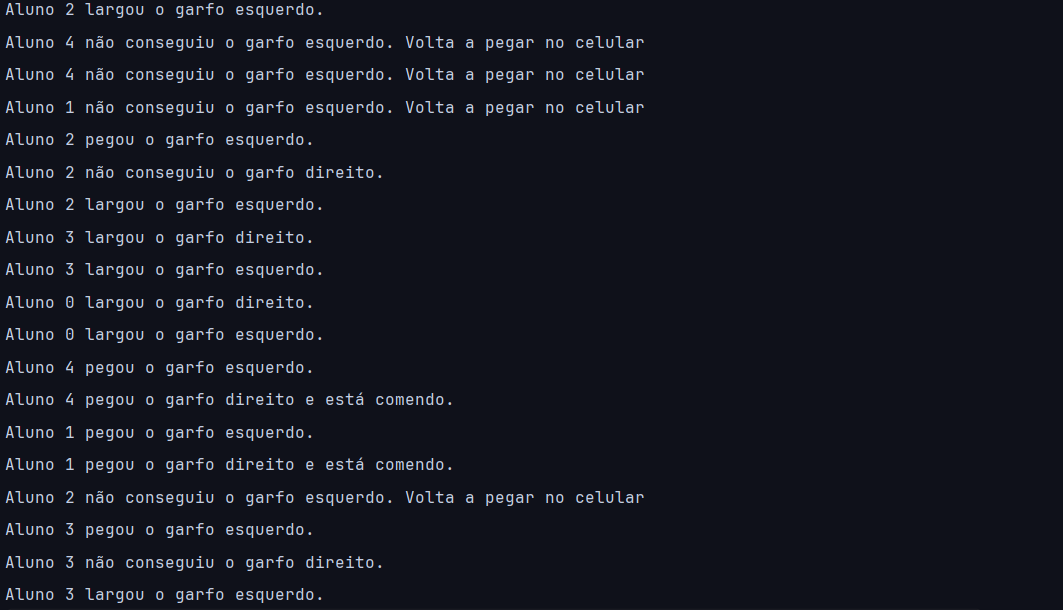 Aluno 2 largou o garfo esquerdo.
Aluno 4 não conseguiu o garfo esquerdo. Volta a pegar no celular
Aluno 4 não conseguiu o garfo esquerdo. Volta a pegar no celular
Aluno 1 não conseguiu o garfo esquerdo. Volta a pegar no celular
Aluno 2 pegou o garfo esquerdo.
Aluno 2 não conseguiu o garfo direito.
Aluno 2 largou o garfo esquerdo.
Aluno 3 largou o garfo direito.
Aluno 3 largou o garfo esquerdo.
Aluno 0 largou o garfo direito.
Aluno 0 largou o garfo esquerdo.
Aluno 4 pegou o garfo esquerdo.
Aluno 4 pegou o garfo direito e está comendo.
Aluno 1 pegou o garfo esquerdo.
Aluno 1 pegou o garfo direito e está comendo.
Aluno 2 não conseguiu o garfo esquerdo. Volta a pegar no celular
Aluno 3 pegou o garfo esquerdo.
Aluno 3 não conseguiu o garfo direito.
Aluno 3 largou o garfo esquerdo.